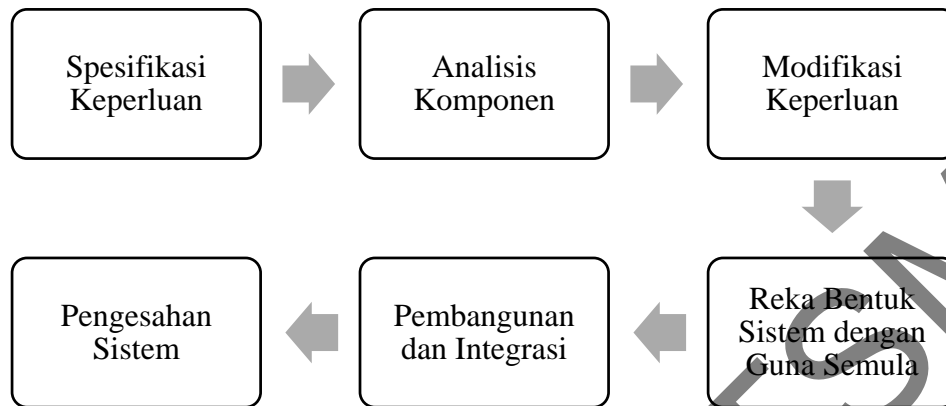 Spesifikasi
Keperluan
Analisis
Komponen
Modifikasi
Keperluan
Reka Bentuk
Sistem dengan
Guna Semula
Pembangunan
dan Integrasi
Pengesahan
Sistem